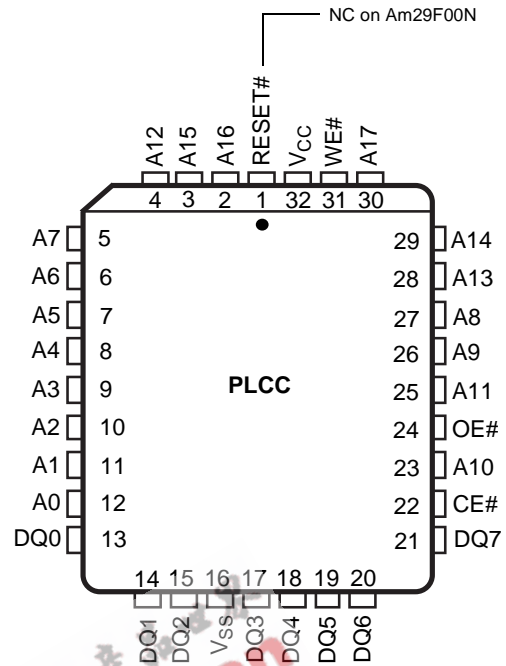 NC on Am29F00N
A12 A15 A16 RESET# VCC WE# A17
4 3 2 1 32 31 30
A7 5 29 A14
A6 6 28 A13
A5 7 27 A8
A4 8 26 A9
A3 9 PLCC 25 A11
A2 10 24 OE#
A1 11 23 A10
A0 12 22 CE#
DQ0 13 21 DQ7
14 15 16 17 18 19 20
DQ1 DQ2 VSS DQ3 DQ4 DQ5 DQ6